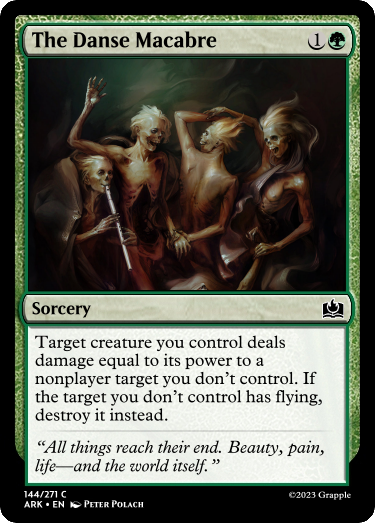 The Danse Macabre 1
Sorcery
Target creature you control deals
damage equal to its power to a
nonplayer target you don't control. If
the target you don't control has flying,
destroy it instead.
"All things reach their end. Beauty, pain,
life—and the world itself."
144/271 C
ARK • EN Peter Polach
©2023 Grapple